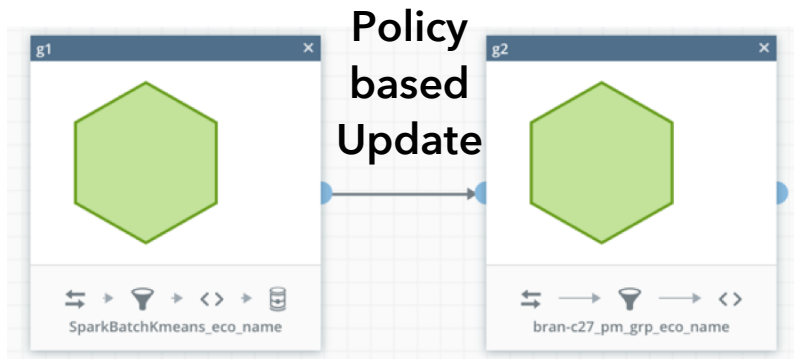 g1
×
Policy
based
Update
g2
×
SparkBatchKmeans_eco_name
bran-c27_pm_grp_eco_name